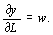 ∂y/∂L = w.